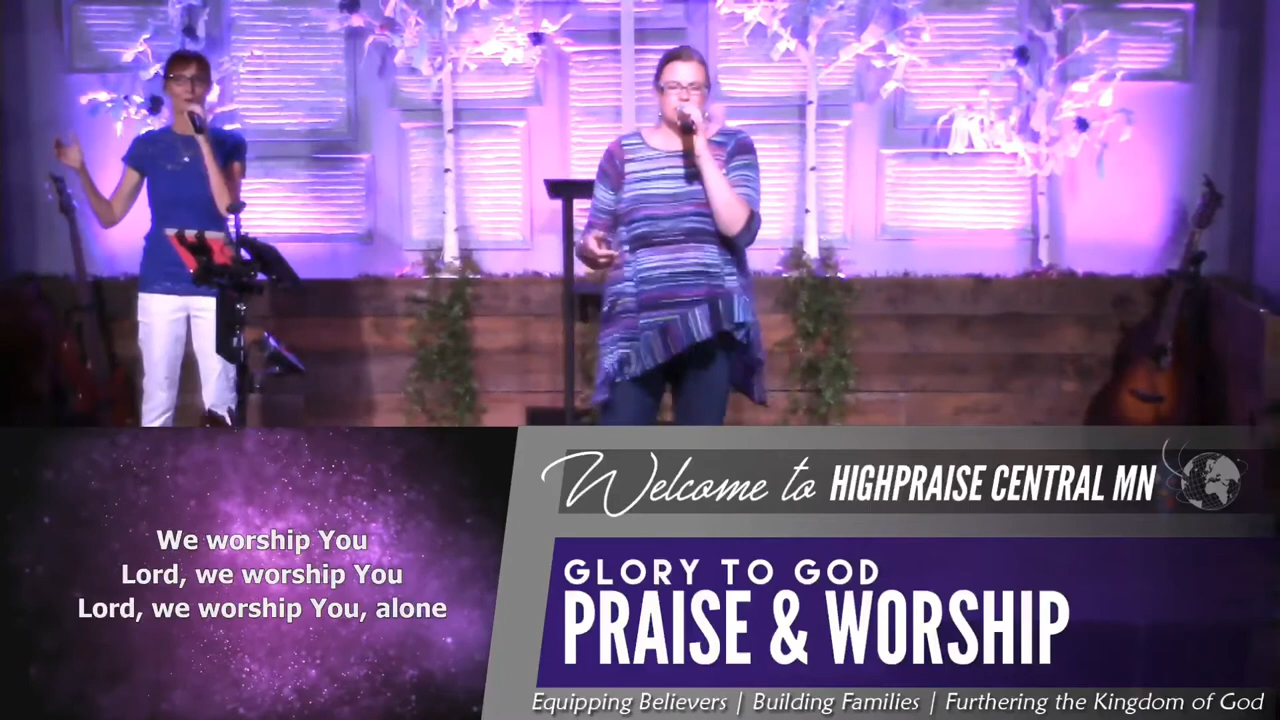 We worship You
Lord, we worship You
Lord, we worship You, alone
Welcome to HIGHPRAISE CENTRAL MN
GLORY TO GOD
PRAISE & WORSHIP
Equipping Believers | Building Families | Furthering the Kingdom of God